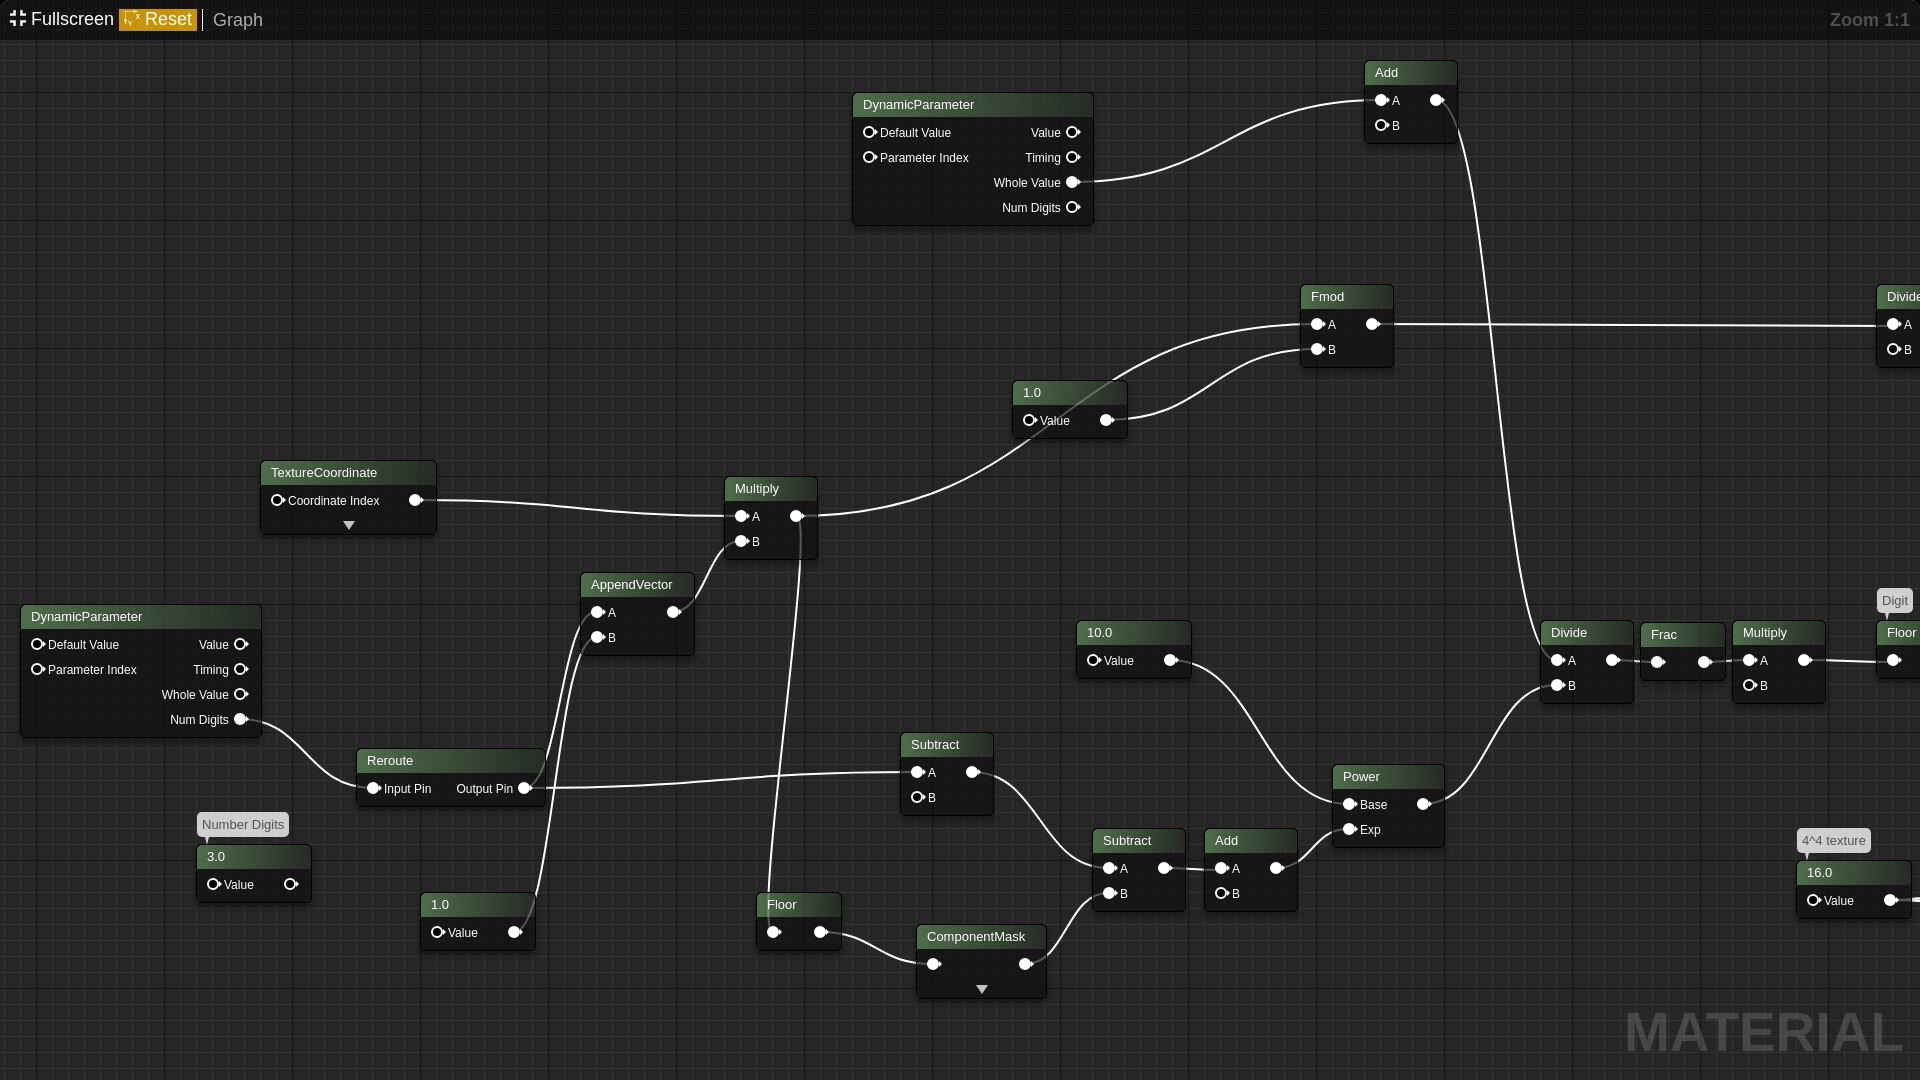 Fullscreen Reset Graph
Zoom 1:1
Add
A
B
DynamicParameter
Default Value Value
Parameter Index Timing
Whole Value
Num Digits
Fmod
A
B
Divide
A
B
1.0
Value
TextureCoordinate
Coordinate Index
Multiply
A
B
AppendVector
A
B
DynamicParameter
Default Value Value
Parameter Index Timing
Whole Value
Num Digits
10.0
Value
Divide
A
B
Frac
Multiply
A
B
Digit
Floor
Reroute
Input Pin Output Pin
Subtract
A
B
Power
Base
Exp
Number Digits
3.0
Value
Subtract
A
B
Add
A
B
4^4 texture
16.0
Value
1.0
Value
Floor
ComponentMask
MATERIAL